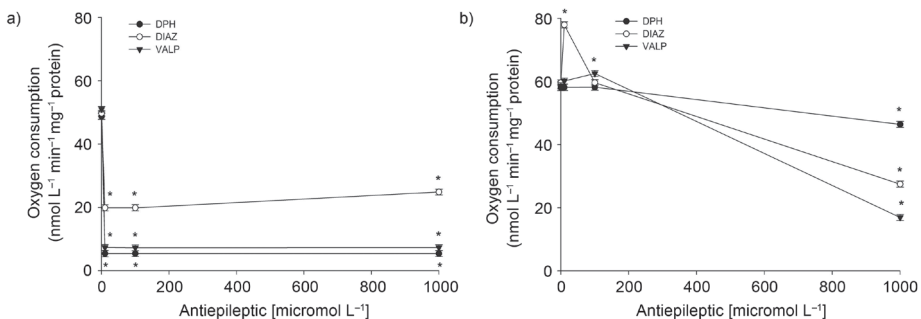 a)
DPH
DIAZ
VALP
80
60
40
20
0
Oxygen consumption
(nmol L⁻¹ min⁻¹ mg⁻¹ protein)
* *
*
* *
*
* *
*
0 200 400 600 800 1000
Antiepileptic [micromol L⁻¹]
b)
DPH
DIAZ
VALP
80
60
40
20
0
Oxygen consumption
(nmol L⁻¹ min⁻¹ mg⁻¹ protein)
*
*
*
*
*
0 200 400 600 800 1000
Antiepileptic [micromol L⁻¹]